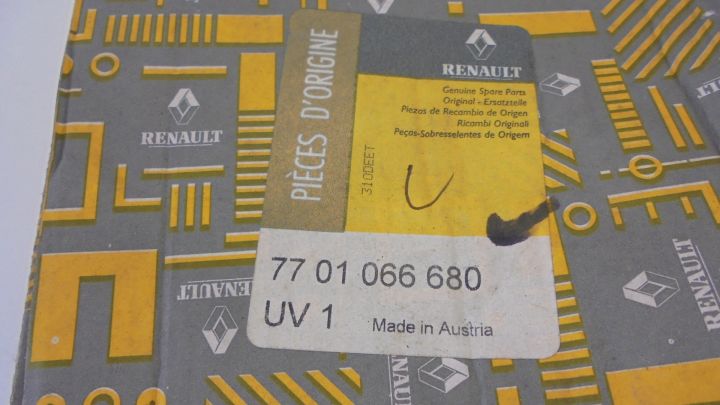 PIÈCES D'ORIGINE
RENAULT
Genuine Spare Parts
Original - Ersatzteile
Piezas de Recambio de Origen
Ricambi Originali
Peças-Sobresselentes de Origem
310DEET
77 01 066 680
UV 1 Made in Austria
RENAULT
RENAULT
RENAULT
RENAULT